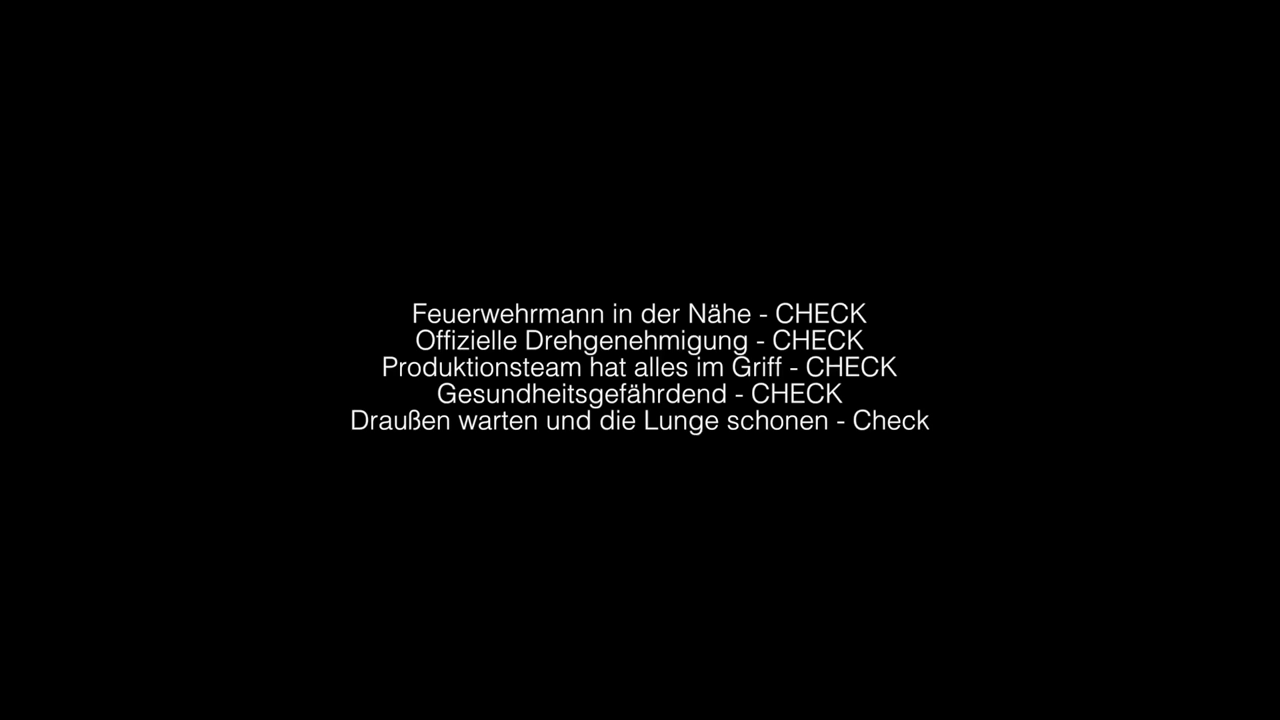 Feuerwehrmann in der Nähe - CHECK
Offizielle Drehgenehmigung - CHECK
Produktionsteam hat alles im Griff - CHECK
Gesundheitsgefährdend - CHECK
Draußen warten und die Lunge schonen - Check